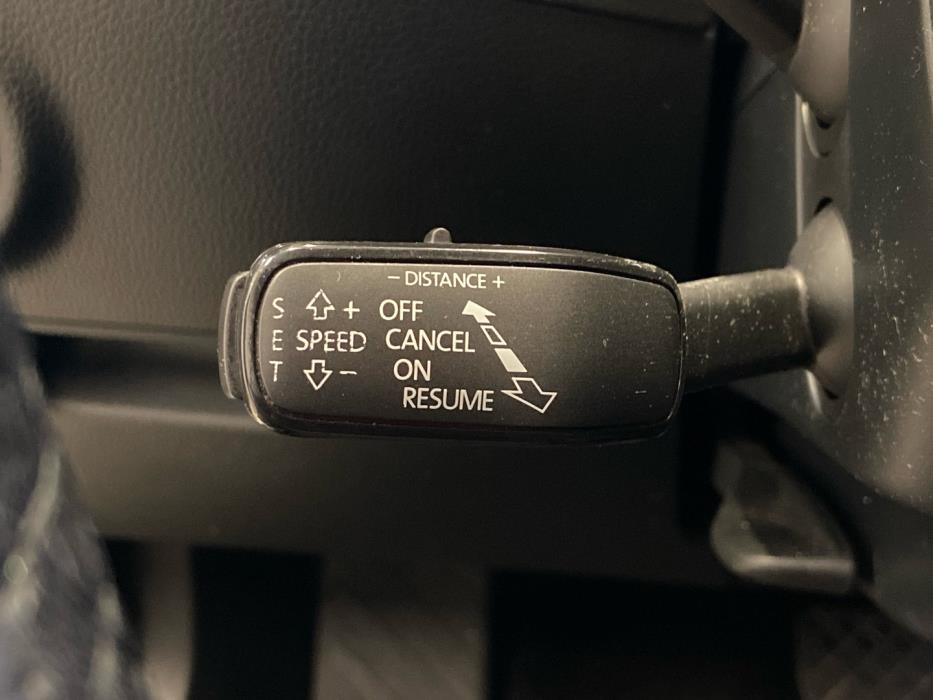 – DISTANCE +
S + OFF
E SPEED CANCEL
T – ON
RESUME